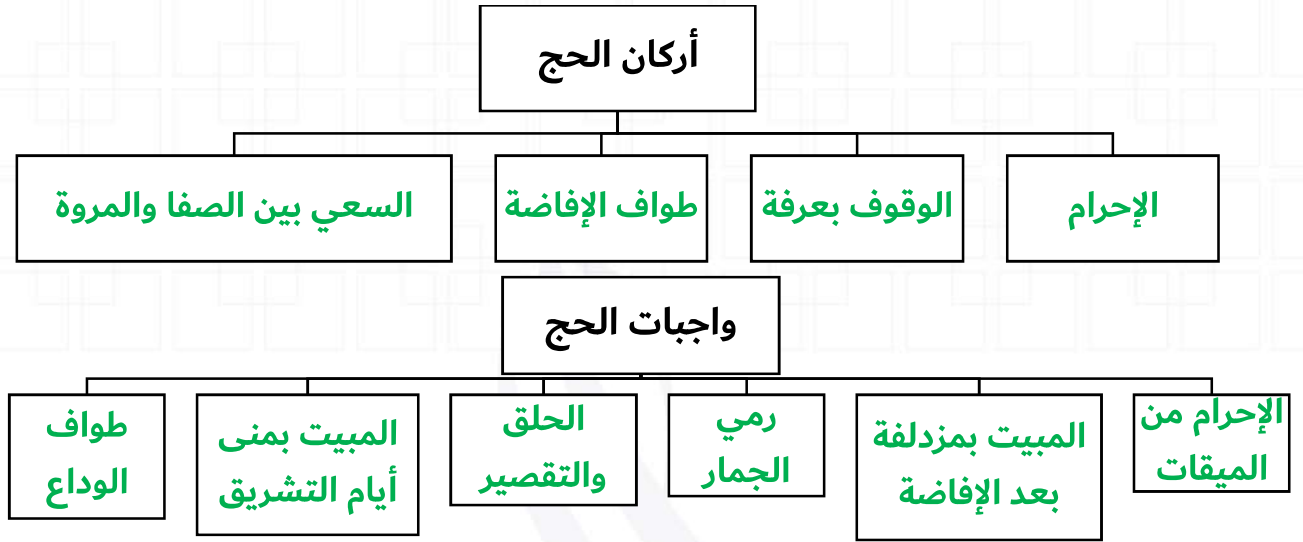 أركان الحج
الإحرام
الوقوف بعرفة
طواف الإفاضة
السعي بين الصفا والمروة
واجبات الحج
الإحرام من
الميقات
المبيت بمزدلفة
بعد الإفاضة
رمي
الجمار
الحلق
والتقصير
المبيت بمنى
أيام التشريق
طواف
الوداع